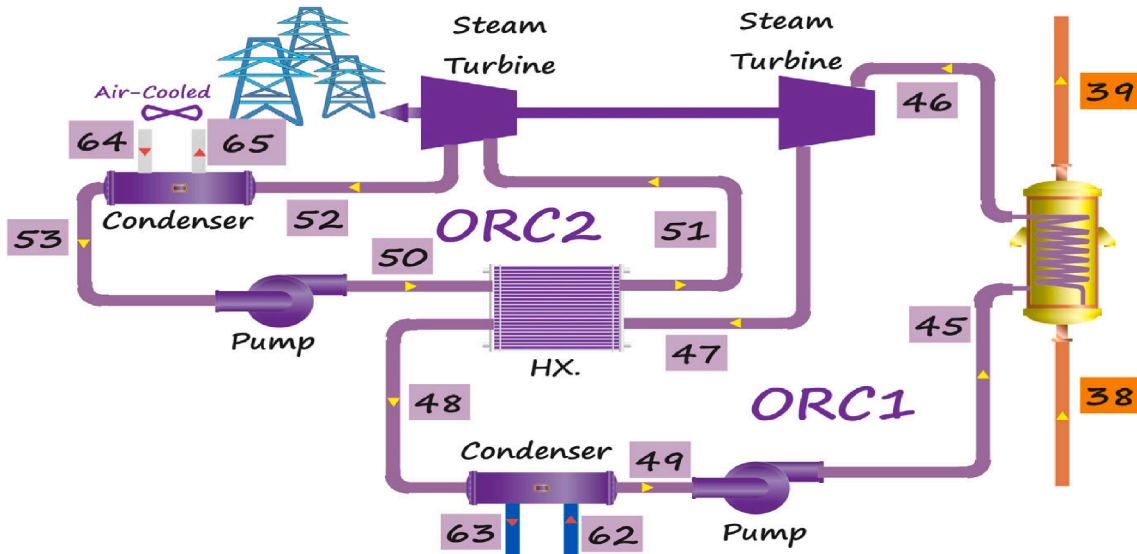 Steam
Turbine
Steam
Turbine
46
39
Air-Cooled
64
65
Condenser
52
53
ORC2
51
50
Pump
HX.
47
45
48
ORC1
38
Condenser
49
63
62
Pump